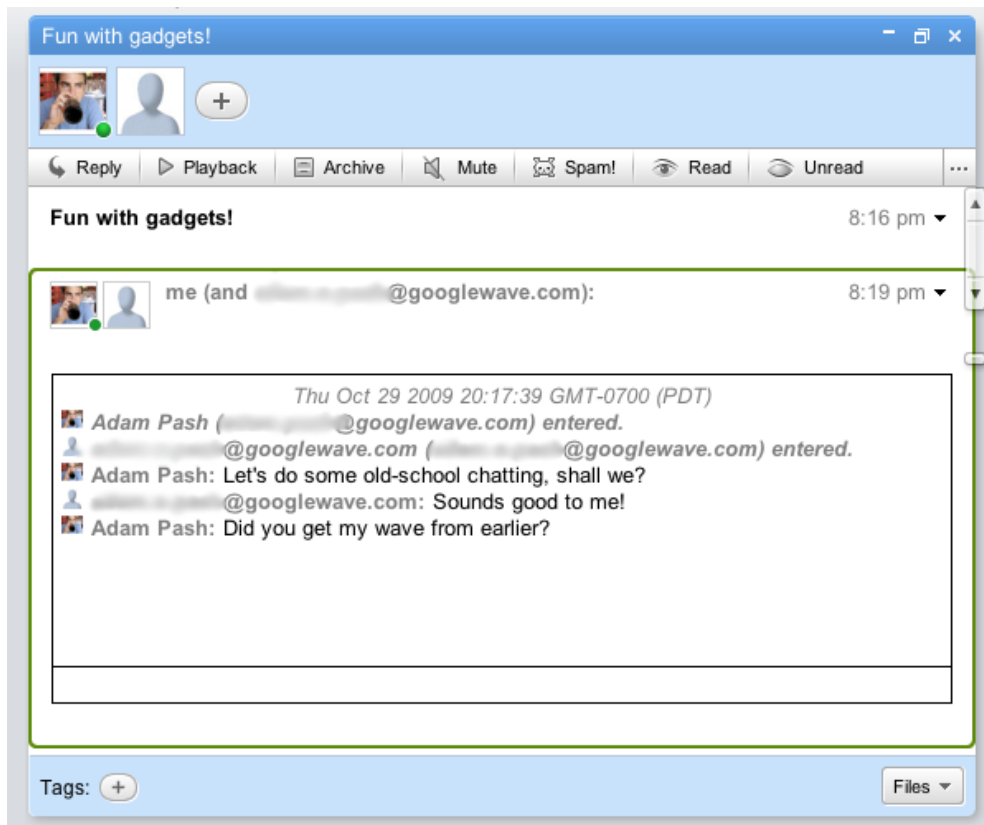 Fun with gadgets!
Reply Playback Archive Mute Spam! Read Unread ...
Fun with gadgets! 8:16 pm
me (and @googlewave.com): 8:19 pm
Thu Oct 29 2009 20:17:39 GMT-0700 (PDT)
Adam Pash ( @googlewave.com) entered.
@googlewave.com ( @googlewave.com) entered.
Adam Pash: Let's do some old-school chatting, shall we?
@googlewave.com: Sounds good to me!
Adam Pash: Did you get my wave from earlier?
Tags: + Files